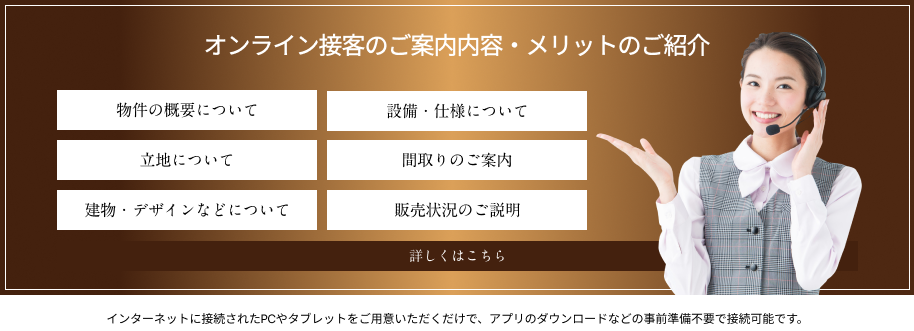 オンライン接客のご案内内容・メリットのご紹介
物件の概要について
設備・仕様について
立地について
間取りのご案内
建物・デザインなどについて
販売状況のご説明
詳しくはこちら
インターネットに接続されたPCやタブレットをご用意いただくだけで、アプリのダウンロードなどの事前準備不要で接続可能です。